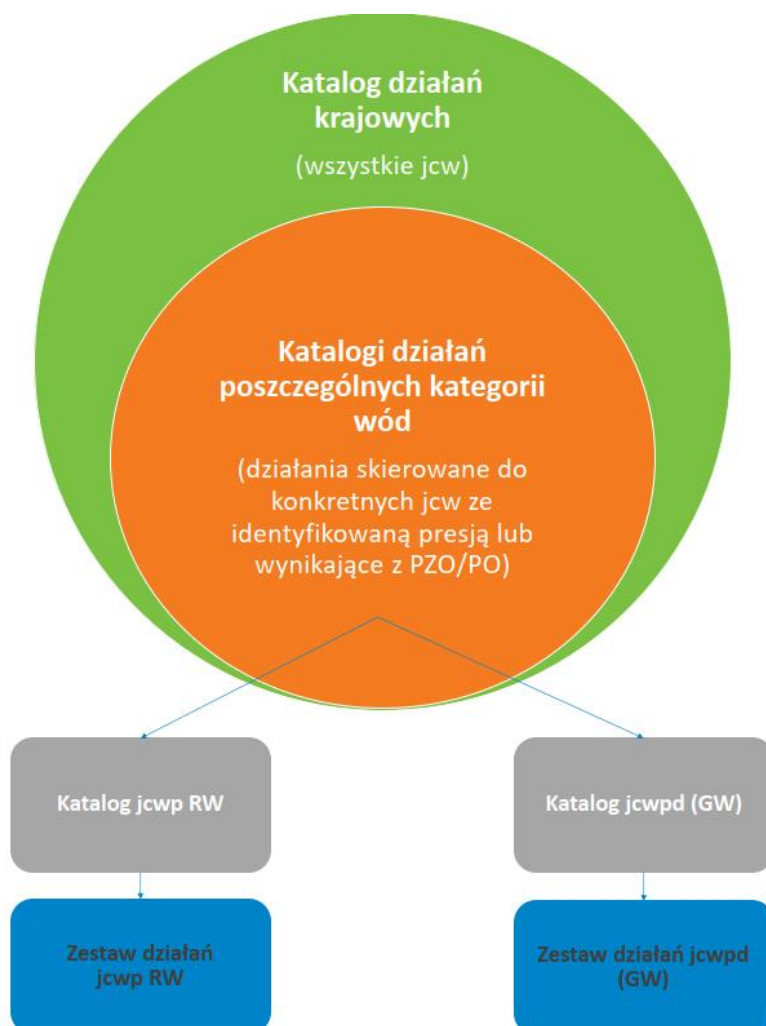 Katalog działań
krajowych
(wszystkie jcw)
Katalogi działań
poszczególnych kategorii
wód
(działania skierowane do
konkretnych jcw ze
identyfikowaną presją lub
wynikające z PZO/PO)
Katalog jcwp RW
Katalog jcwpd (GW)
Zestaw działań
jcwp RW
Zestaw działań jcwpd
(GW)